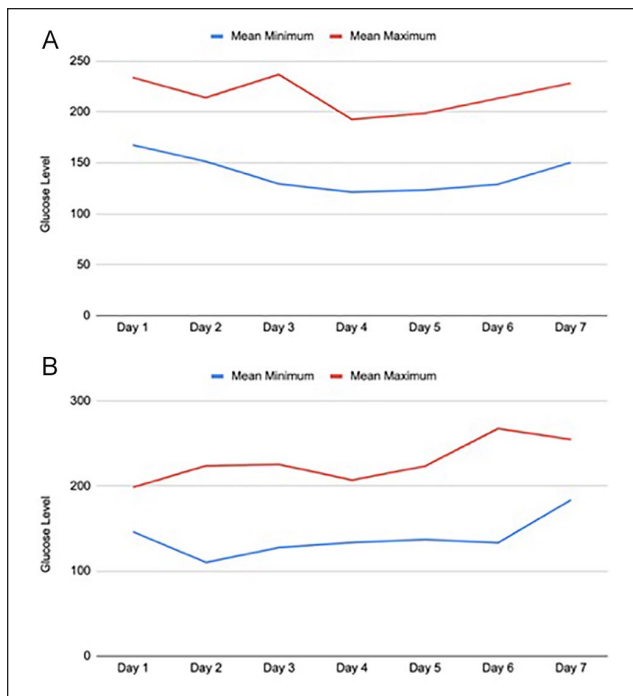 A
Mean Minimum Mean Maximum
250
200
150
100
50
0
Glucose Level
Day 1 Day 2 Day 3 Day 4 Day 5 Day 6 Day 7
B
Mean Minimum Mean Maximum
300
200
100
0
Glucose Level
Day 1 Day 2 Day 3 Day 4 Day 5 Day 6 Day 7